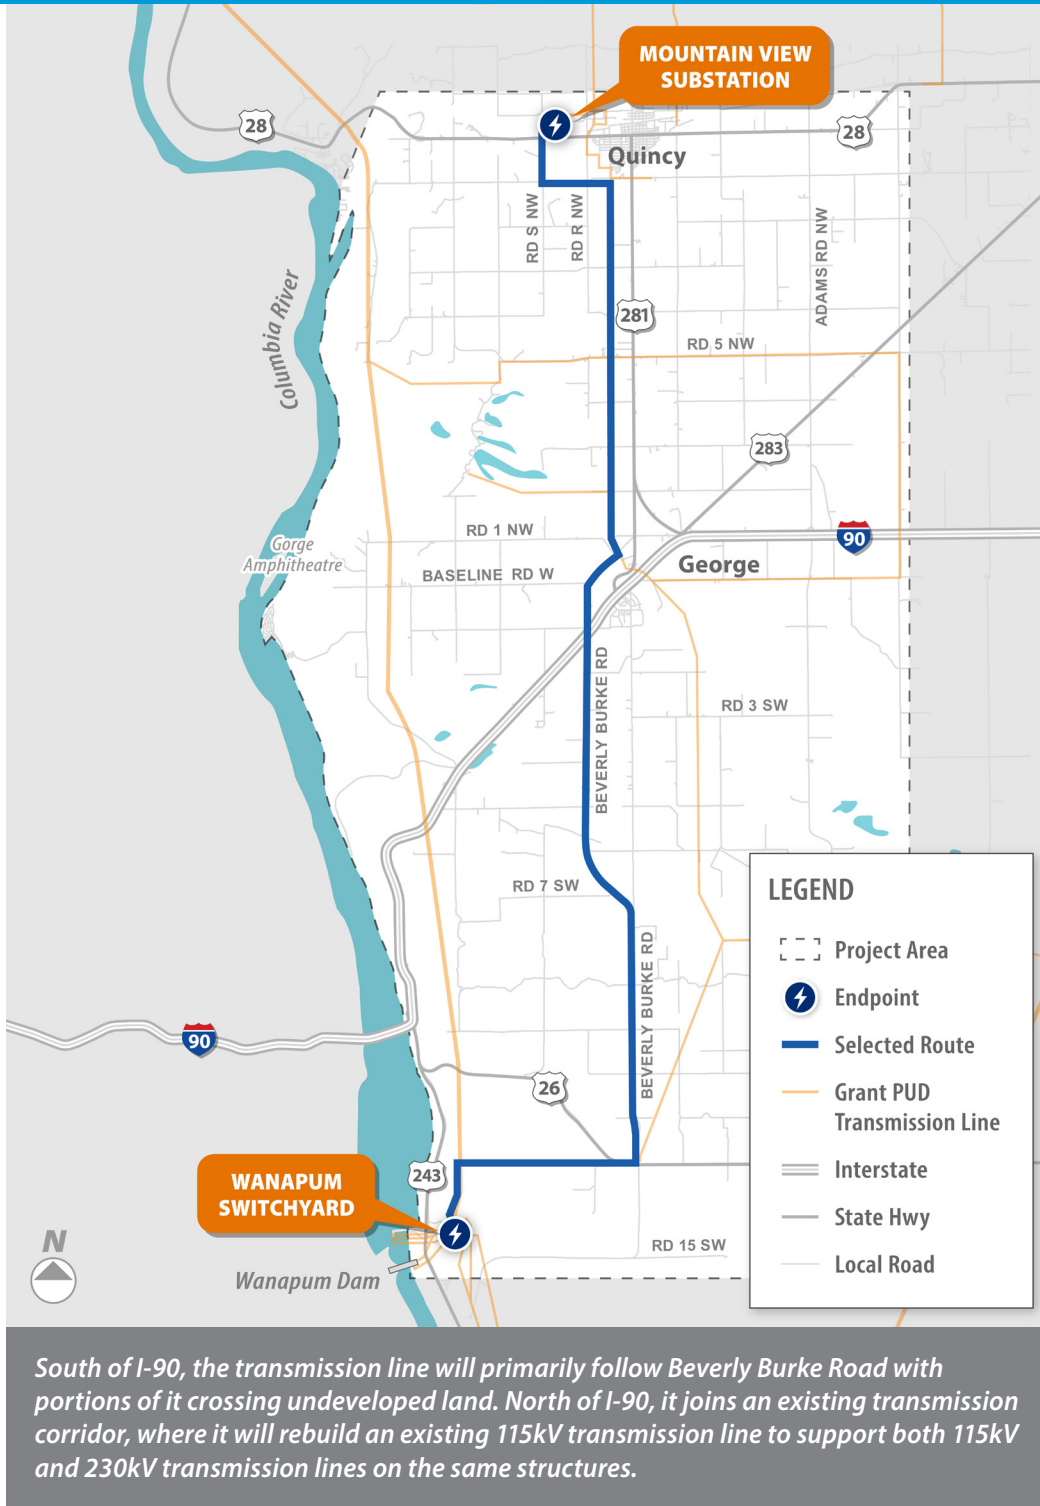 MOUNTAIN VIEW
SUBSTATION
28
28
Quincy
RD S NW
RD R NW
ADAMS RD NW
Columbia River
281
RD 5 NW
283
RD 1 NW
90
Gorge
Amphitheatre
BASELINE RD W
George
BEVERLY BURKE RD
RD 3 SW
RD 7 SW
BEVERLY BURKE RD
90
26
WANAPUM
SWITCHYARD
243
RD 15 SW
N
Wanapum Dam
LEGEND
Project Area
Endpoint
Selected Route
Grant PUD
Transmission Line
Interstate
State Hwy
Local Road
South of I-90, the transmission line will primarily follow Beverly Burke Road with
portions of it crossing undeveloped land. North of I-90, it joins an existing transmission
corridor, where it will rebuild an existing 115kV transmission line to support both 115kV
and 230kV transmission lines on the same structures.